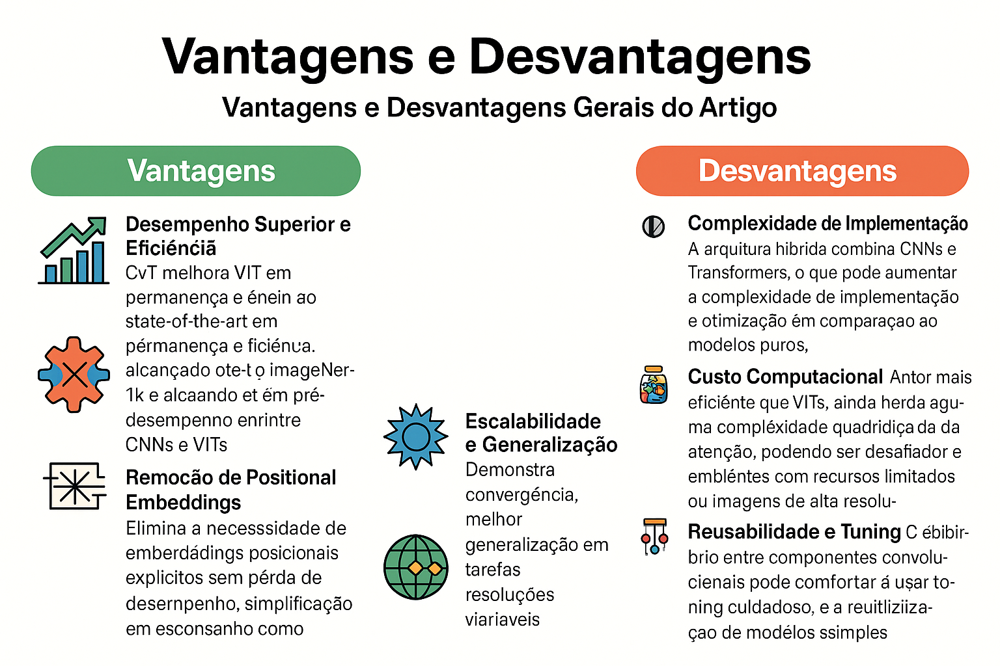 Vantagens e Desvantagens
Vantagens e Desvantagens Gerais do Artigo
Vantagens
Desempenho Superior e
Eficiénciã
CvT melhora VIT em
permanença e énein ao
state-of-the-art em
pérmanença e ficiénua.
alcançado ote-t o imageNer-
1k e alcaando et ém pré-
desempenno enrintre
CNNs e VITs
Remocão de Positional
Embeddings
Elimina a necesssidade de
emberdádings posicionais
explicitos sem pérda de
desernpenho, simplificação
em esconsanho como
Escalabilidade
e Generalização
Demonstra
convergéncia,
melhor
generalização em
tarefas
resoluções
viariaveis
Desvantagens
Complexidade de Implementação
A arquitura hibrida combina CNNs e
Transformers, o que pode aumentar
a complexidade de implementação
e otimização ém comparaçao ao
modelos puros,
Custo Computacional Antor mais
eficiénte que VITs, ainda herda agu-
ma compléxidade quadridiça da da
atenção, podendo ser desafiador e
embléntes com recursos limitados
ou imagens de alta resolu-
Reusabilidade e Tuning C ébibir-
brio entre componentes convolu-
cienais pode comfortar á usar to-
ning culdadoso, e a reuitliziiza-
çao de modélos ssimples